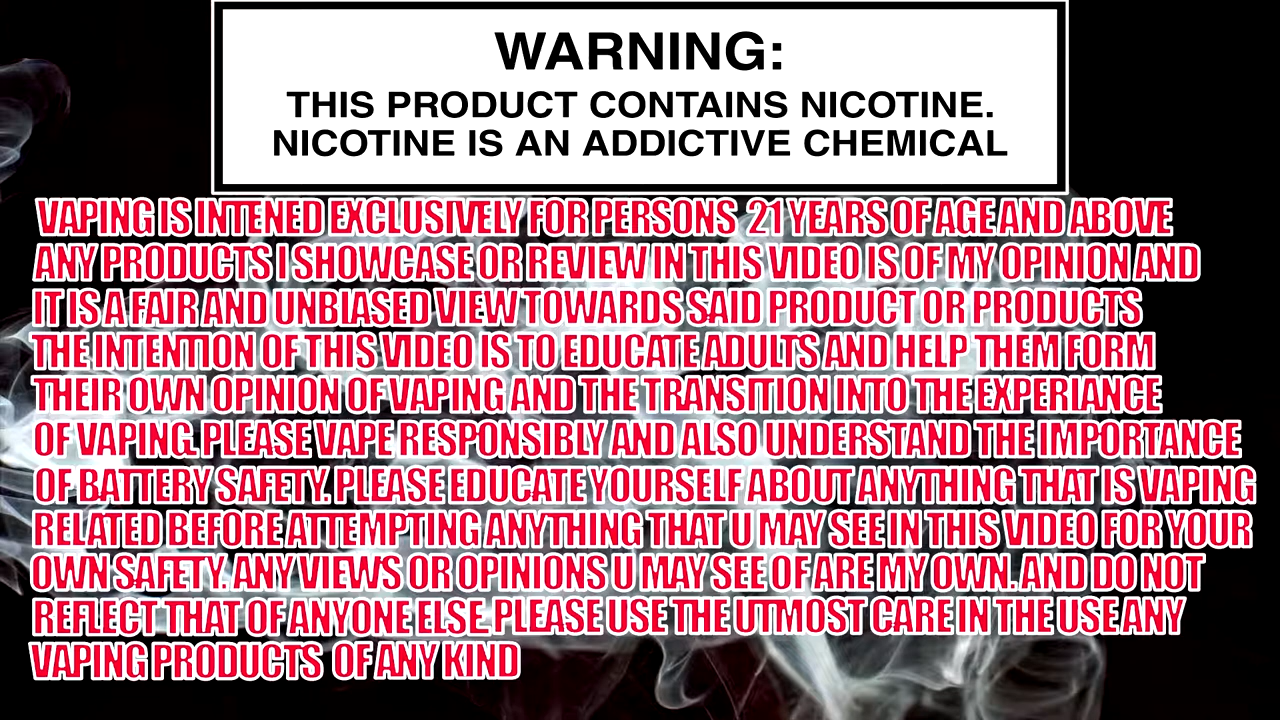 WARNING:
THIS PRODUCT CONTAINS NICOTINE.
NICOTINE IS AN ADDICTIVE CHEMICAL
VAPING IS INTENED EXCLUSIVELY FOR PERSONS 21 YEARS OF AGE AND ABOVE
ANY PRODUCTS I SHOWCASE OR REVIEW IN THIS VIDEO IS OF MY OPINION AND
IT IS A FAIR AND UNBIASED VIEW TOWARDS SAID PRODUCT OR PRODUCTS
THE INTENTION OF THIS VIDEO IS TO EDUCATE ADULTS AND HELP THEM FORM
THEIR OWN OPINION OF VAPING AND THE TRANSITION INTO THE EXPERIANCE
OF VAPING. PLEASE VAPE RESPONSIBLY AND ALSO UNDERSTAND THE IMPORTANCE
OF BATTERY SAFETY. PLEASE EDUCATE YOURSELF ABOUT ANYTHING THAT IS VAPING
RELATED BEFORE ATTEMPTING ANYTHING THAT U MAY SEE IN THIS VIDEO FOR YOUR
OWN SAFETY. ANY VIEWS OR OPINIONS U MAY SEE OF ARE MY OWN. AND DO NOT
REFLECT THAT OF ANYONE ELSE. PLEASE USE THE UTMOST CARE IN THE USE ANY
VAPING PRODUCTS OF ANY KIND